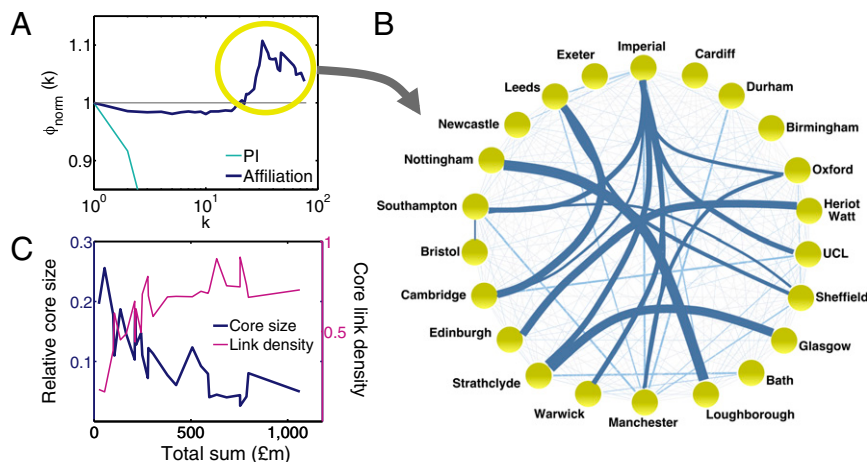 A
1.1
1
0.9
ϕnorm (k)
PI
Affiliation
10^0
10^1
10^2
k
B
Imperial
Cardiff
Exeter
Durham
Leeds
Birmingham
Newcastle
Oxford
Nottingham
Heriot
Watt
Southampton
UCL
Bristol
Sheffield
Cambridge
Glasgow
Edinburgh
Bath
Strathclyde
Loughborough
Warwick
Manchester
C
0.3
0.2
0.1
Relative core size
1
0.5
Core link density
Core size
Link density
0
500
1,000
Total sum (£m)